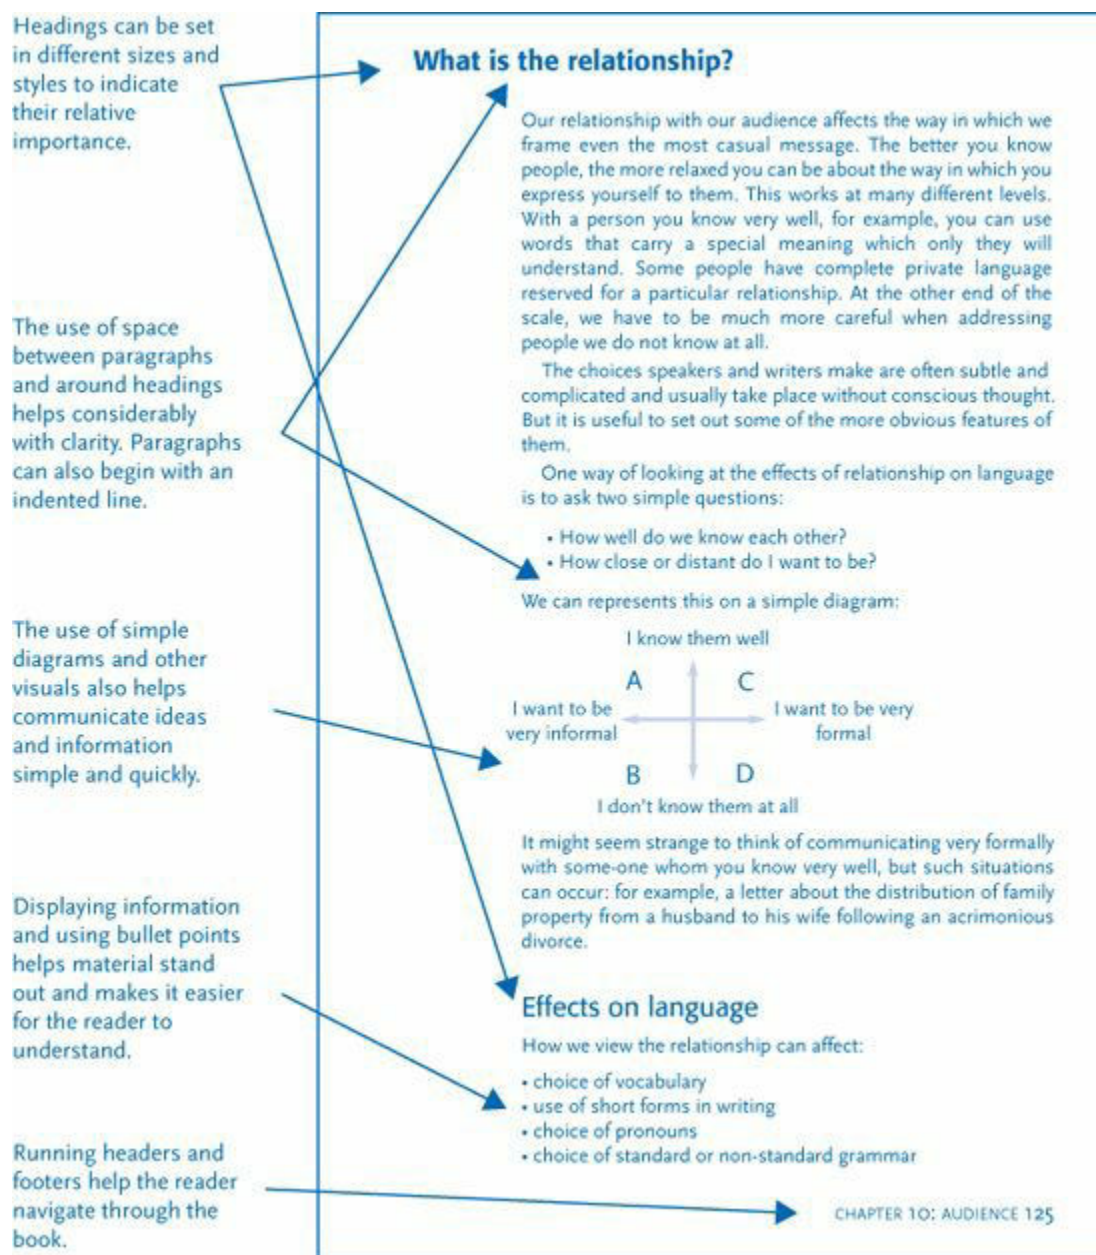 Headings can be set
in different sizes and
styles to indicate
their relative
importance.
The use of space
between paragraphs
and around headings
helps considerably
with clarity. Paragraphs
can also begin with an
indented line.
The use of simple
diagrams and other
visuals also helps
communicate ideas
and information
simple and quickly.
Displaying information
and using bullet points
helps material stand
out and makes it easier
for the reader to
understand.
Running headers and
footers help the reader
navigate through the
book.
What is the relationship?
Our relationship with our audience affects the way in which we
frame even the most casual message. The better you know
people, the more relaxed you can be about the way in which you
express yourself to them. This works at many different levels.
With a person you know very well, for example, you can use
words that carry a special meaning which only they will
understand. Some people have complete private language
reserved for a particular relationship. At the other end of the
scale, we have to be much more careful when addressing
people we do not know at all.
The choices speakers and writers make are often subtle and
complicated and usually take place without conscious thought.
But it is useful to set out some of the more obvious features of
them.
One way of looking at the effects of relationship on language
is to ask two simple questions:
• How well do we know each other?
• How close or distant do I want to be?
We can represents this on a simple diagram:
I know them well
A C
I want to be
very informal
I want to be very
formal
B D
I don't know them at all
It might seem strange to think of communicating very formally
with some-one whom you know very well, but such situations
can occur: for example, a letter about the distribution of family
property from a husband to his wife following an acrimonious
divorce.
Effects on language
How we view the relationship can affect:
• choice of vocabulary
• use of short forms in writing
• choice of pronouns
• choice of standard or non-standard grammar
CHAPTER 10: AUDIENCE 125